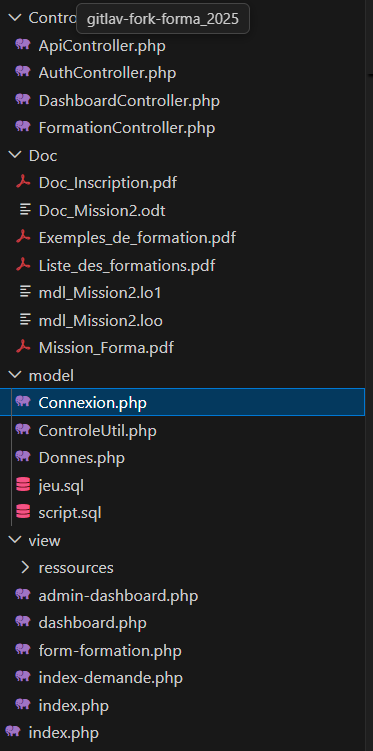 Contro
gitlav-fork-forma_2025
ApiController.php
AuthController.php
DashboardController.php
FormationController.php
Doc
Doc_Inscription.pdf
Doc_Mission2.odt
Exemples_de_formation.pdf
Liste_des_formations.pdf
mdl_Mission2.lo1
mdl_Mission2.loo
Mission_Forma.pdf
model
Connexion.php
ControleUtil.php
Donnes.php
jeu.sql
script.sql
view
ressources
admin-dashboard.php
dashboard.php
form-formation.php
index-demande.php
index.php
index.php